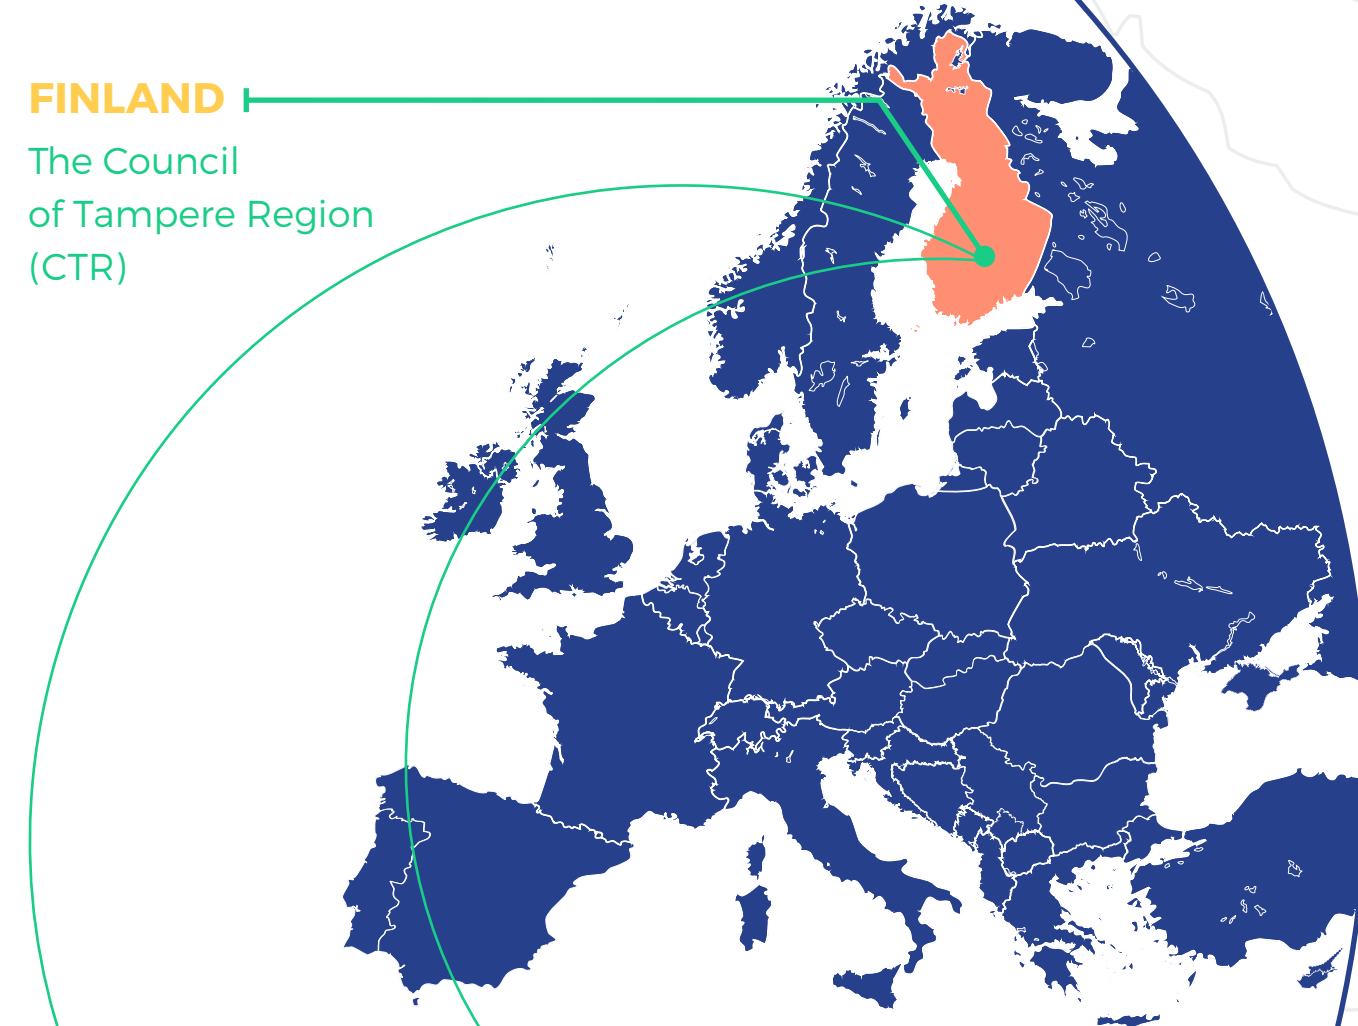 FINLAND
The Council
of Tampere Region
(CTR)